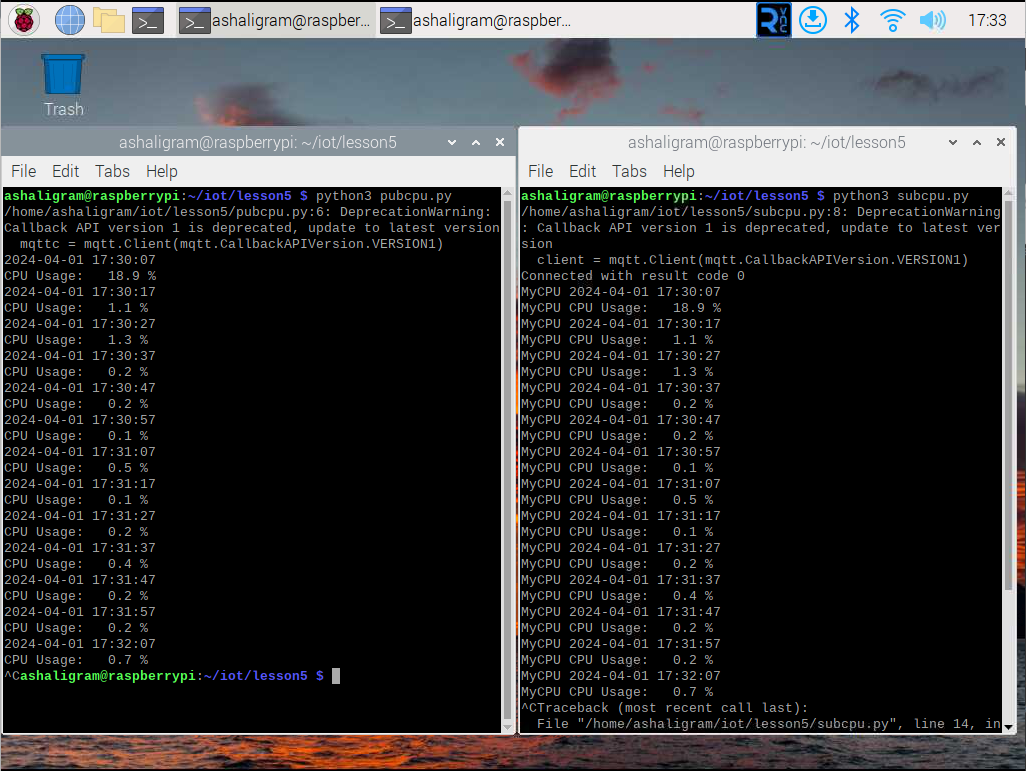 ashaligram@raspber...
ashaligram@raspber...
VNC
17:33
Trash
ashaligram@raspberrypi: ~/iot/lesson5
File Edit Tabs Help
ashaligram@raspberrypi:~/iot/lesson5 $ python3 pubcpu.py
/home/ashaligram/iot/lesson5/pubcpu.py:6: DeprecationWarning:
Callback API version 1 is deprecated, update to latest version
  mqttc = mqtt.Client(mqtt.CallbackAPIVersion.VERSION1)
2024-04-01 17:30:07
CPU Usage:   18.9 %
2024-04-01 17:30:17
CPU Usage:   1.1 %
2024-04-01 17:30:27
CPU Usage:   1.3 %
2024-04-01 17:30:37
CPU Usage:   0.2 %
2024-04-01 17:30:47
CPU Usage:   0.2 %
2024-04-01 17:30:57
CPU Usage:   0.1 %
2024-04-01 17:31:07
CPU Usage:   0.5 %
2024-04-01 17:31:17
CPU Usage:   0.1 %
2024-04-01 17:31:27
CPU Usage:   0.2 %
2024-04-01 17:31:37
CPU Usage:   0.4 %
2024-04-01 17:31:47
CPU Usage:   0.2 %
2024-04-01 17:31:57
CPU Usage:   0.2 %
2024-04-01 17:32:07
CPU Usage:   0.7 %
^Cashaligram@raspberrypi:~/iot/lesson5 $
ashaligram@raspberrypi: ~/iot/lesson5
File Edit Tabs Help
ashaligram@raspberrypi:~/iot/lesson5 $ python3 subcpu.py
/home/ashaligram/iot/lesson5/subcpu.py:8: DeprecationWarning
: Callback API version 1 is deprecated, update to latest ver
sion
  client = mqtt.Client(mqtt.CallbackAPIVersion.VERSION1)
Connected with result code 0
MyCPU 2024-04-01 17:30:07
MyCPU CPU Usage:   18.9 %
MyCPU 2024-04-01 17:30:17
MyCPU CPU Usage:   1.1 %
MyCPU 2024-04-01 17:30:27
MyCPU CPU Usage:   1.3 %
MyCPU 2024-04-01 17:30:37
MyCPU CPU Usage:   0.2 %
MyCPU 2024-04-01 17:30:47
MyCPU CPU Usage:   0.2 %
MyCPU 2024-04-01 17:30:57
MyCPU CPU Usage:   0.1 %
MyCPU 2024-04-01 17:31:07
MyCPU CPU Usage:   0.5 %
MyCPU 2024-04-01 17:31:17
MyCPU CPU Usage:   0.1 %
MyCPU 2024-04-01 17:31:27
MyCPU CPU Usage:   0.2 %
MyCPU 2024-04-01 17:31:37
MyCPU CPU Usage:   0.4 %
MyCPU 2024-04-01 17:31:47
MyCPU CPU Usage:   0.2 %
MyCPU 2024-04-01 17:31:57
MyCPU CPU Usage:   0.2 %
MyCPU 2024-04-01 17:32:07
MyCPU CPU Usage:   0.7 %
^CTraceback (most recent call last):
  File "/home/ashaligram/iot/lesson5/subcpu.py", line 14, in